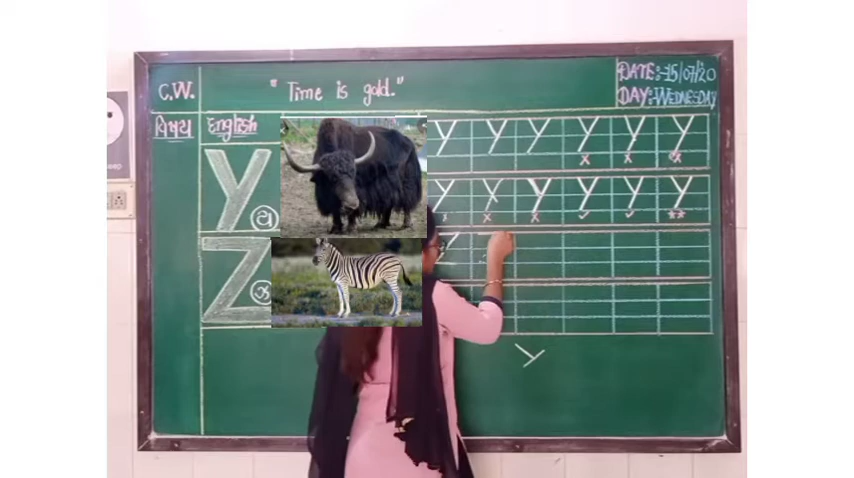 C.W.
"Time is gold."
DATE:-15/07/20
DAY:-WEDNESDAY
વિષય
English
Y Y Y Y Y Y Y
ય
Y Y Y Y Y Y
Z
ઝ
Y
Y